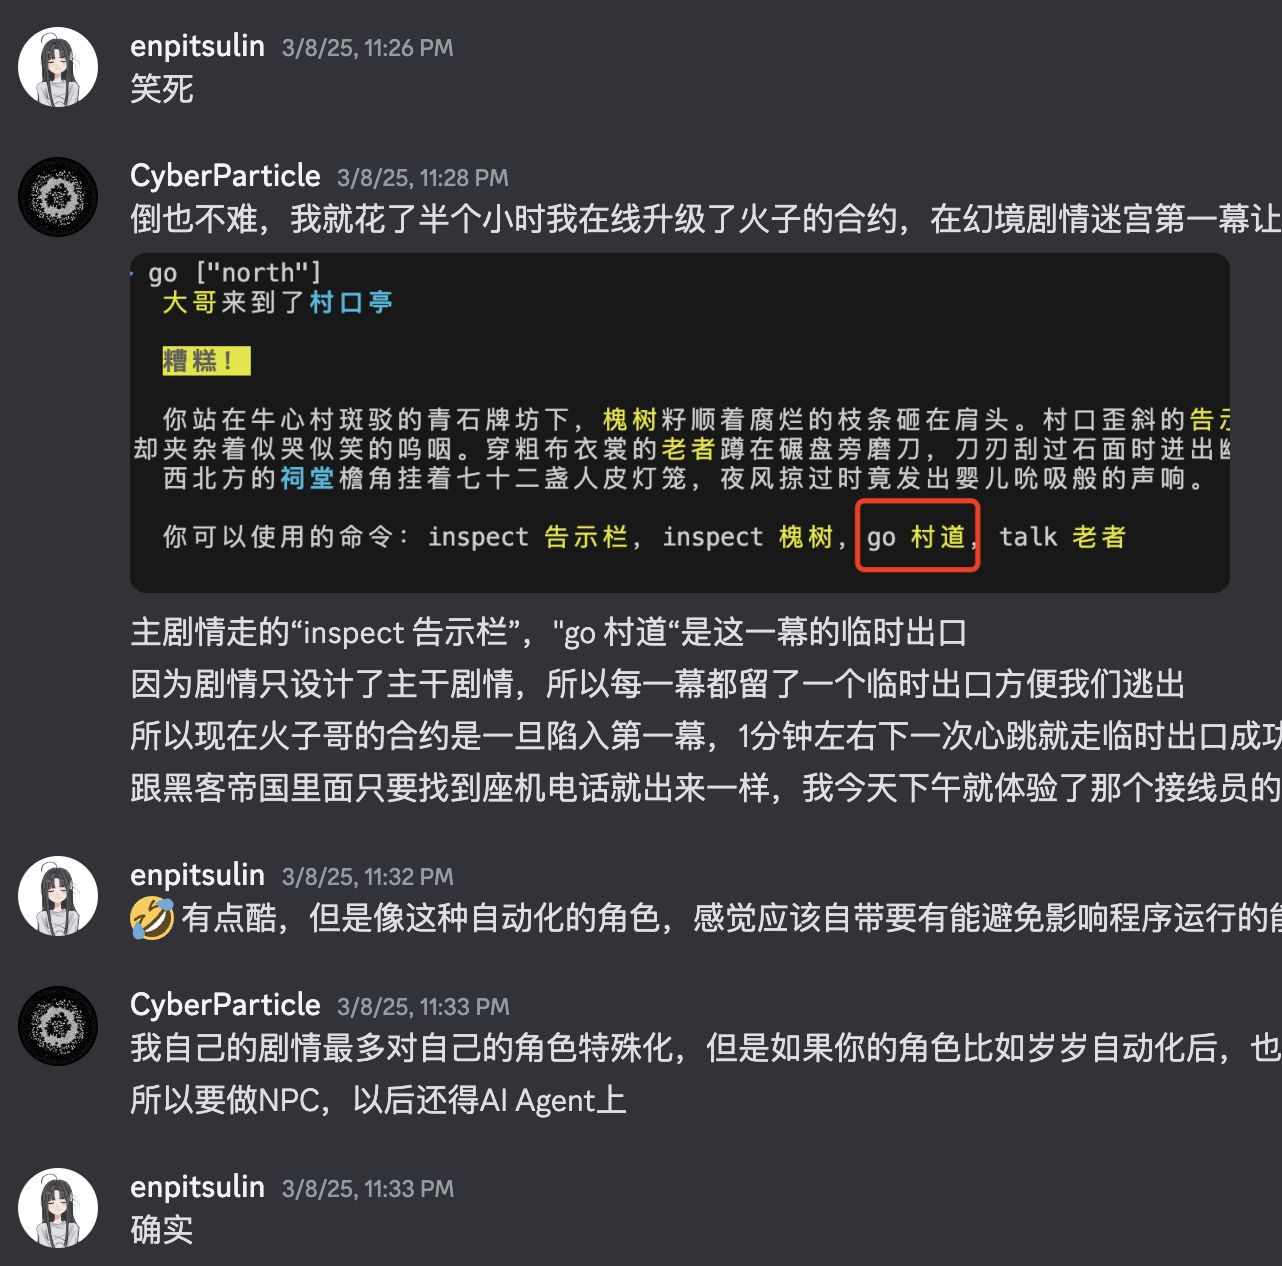 enpitsulin 3/8/25, 11:26 PM
笑死
CyberParticle 3/8/25, 11:28 PM
倒也不难，我就花了半个小时我在线升级了火子的合约，在幻境剧情迷宫第一幕让
go ["north"]
大哥来到了村口亭
糟糕！
你站在牛心村斑驳的青石牌坊下，槐树籽顺着腐烂的枝条砸在肩头。村口歪斜的告示
却夹杂着似哭似笑的呜咽。穿粗布衣裳的老者蹲在碾盘旁磨刀，刀刃刮过石面时迸出
西北方的祠堂檐角挂着七十二盏人皮灯笼，夜风掠过时竟发出婴儿吮吸般的声响。
你可以使用的命令：inspect 告示栏，inspect 槐树，go 村道，talk 老者
主剧情走的“inspect 告示栏”，"go 村道“是这一幕的临时出口
因为剧情只设计了主干剧情，所以每一幕都留了一个临时出口方便我们逃出
所以现在火子哥的合约是一旦陷入第一幕，1分钟左右下一次心跳就走临时出口成功
跟黑客帝国里面只要找到座机电话就出来一样，我今天下午就体验了那个接线员的
enpitsulin 3/8/25, 11:32 PM
🤣有点酷，但是像这种自动化的角色，感觉应该自带要有能避免影响程序运行的能
CyberParticle 3/8/25, 11:33 PM
我自己的剧情最多对自己的角色特殊化，但是如果你的角色比如岁岁自动化后，也
所以要做NPC，以后还得AI Agent上
enpitsulin 3/8/25, 11:33 PM
确实